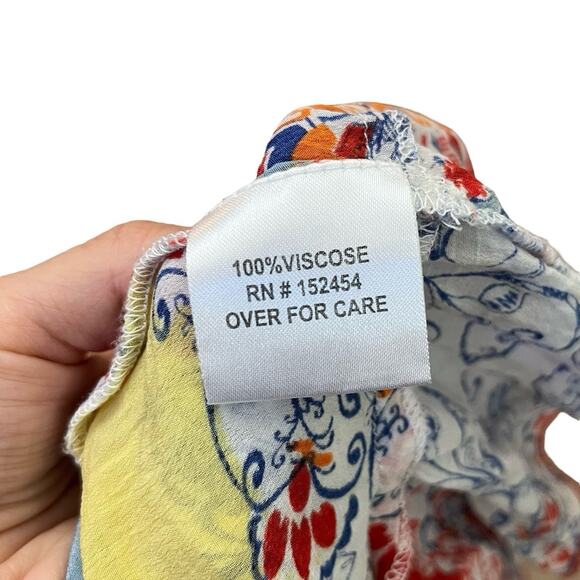 100%VISCOSE
RN # 152454
OVER FOR CARE